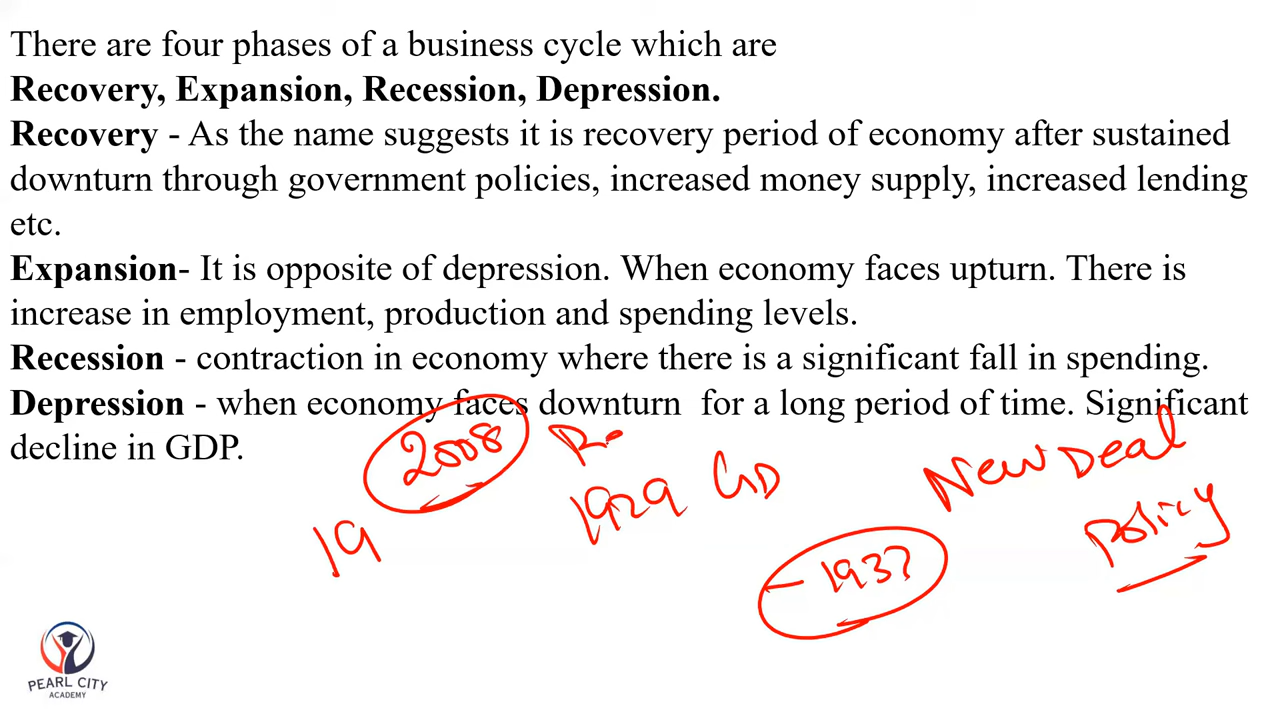 There are four phases of a business cycle which are
Recovery, Expansion, Recession, Depression.
Recovery - As the name suggests it is recovery period of economy after sustained
downturn through government policies, increased money supply, increased lending
etc.
Expansion- It is opposite of depression. When economy faces upturn. There is
increase in employment, production and spending levels.
Recession - contraction in economy where there is a significant fall in spending.
Depression - when economy faces downturn for a long period of time. Significant
decline in GDP.
2008 Re
1929 GD
New Deal
Policy
19
PEARL CITY
ACADEMY